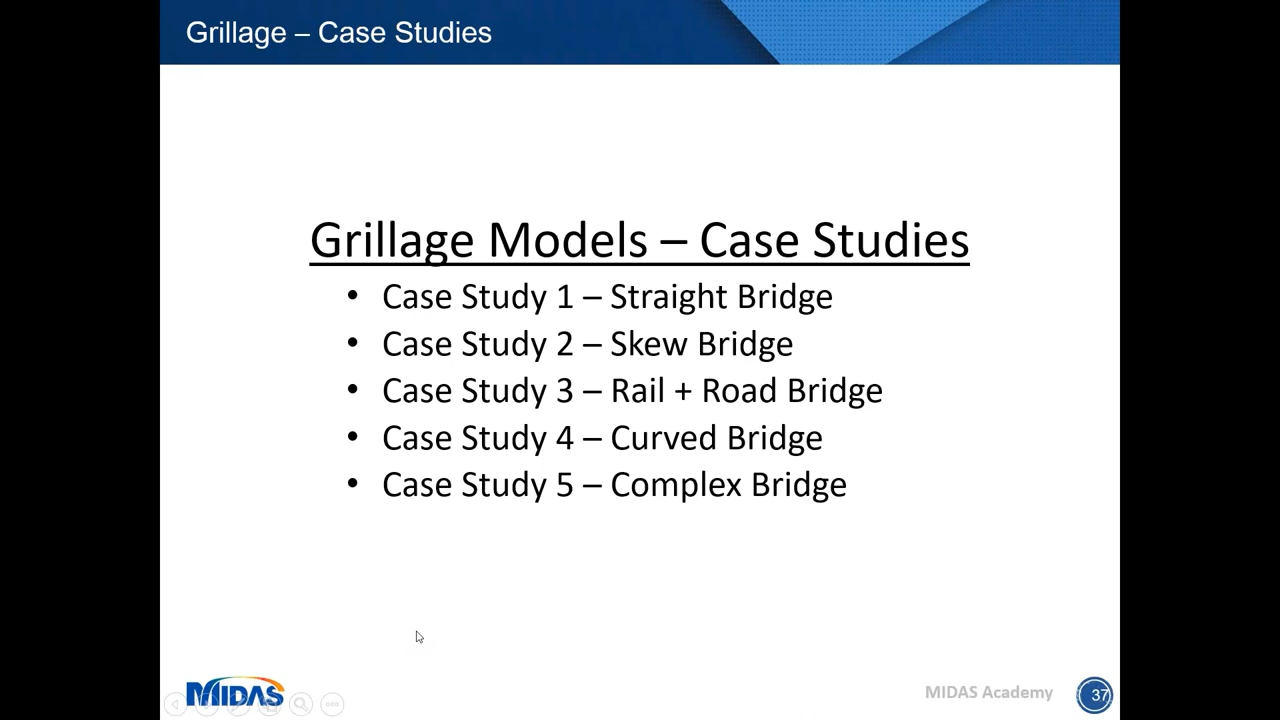 Grillage – Case Studies
Grillage Models – Case Studies
• Case Study 1 – Straight Bridge
• Case Study 2 – Skew Bridge
• Case Study 3 – Rail + Road Bridge
• Case Study 4 – Curved Bridge
• Case Study 5 – Complex Bridge
MIDAS
MIDAS Academy
37